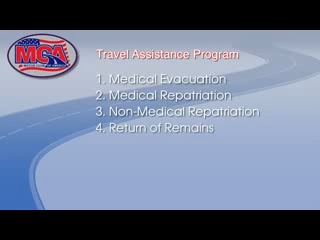 MCA
Travel Assistance Program
1. Medical Evacuation
2. Medical Repatriation
3. Non-Medical Repatriation
4. Return of Remains